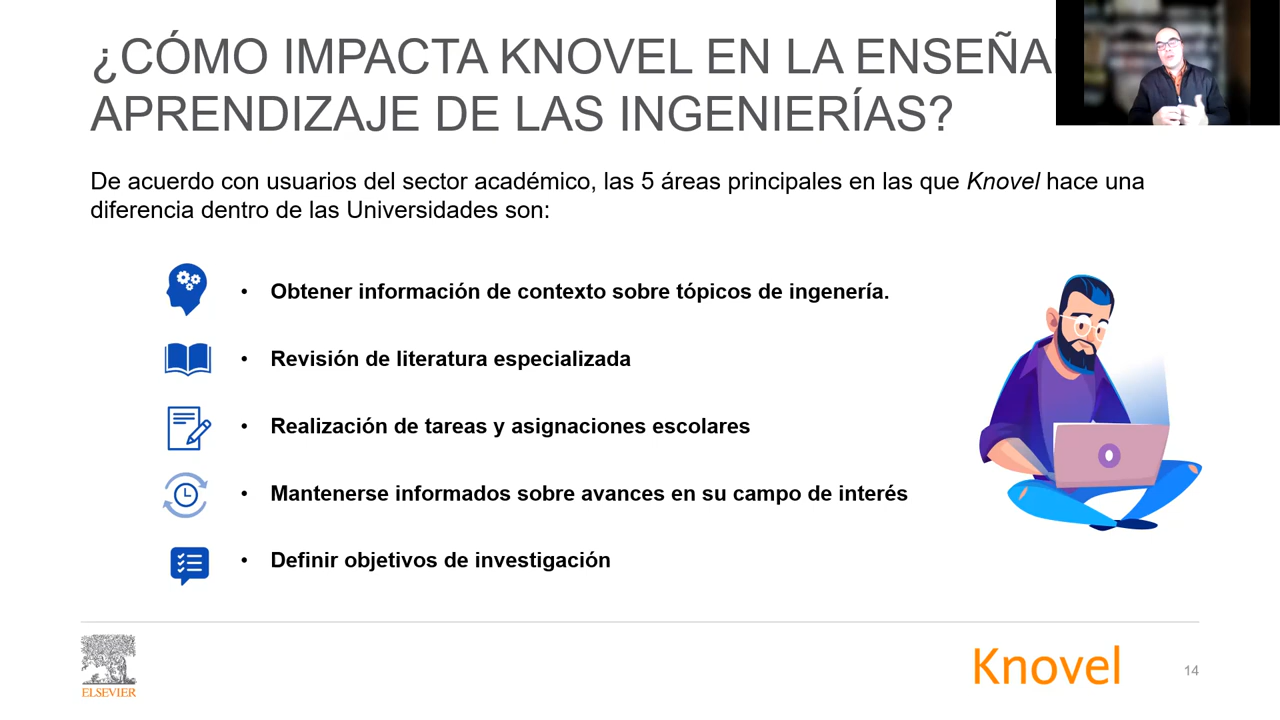 ¿CÓMO IMPACTA KNOVEL EN LA
APRENDIZAJE DE LAS INGENIERÍAS?
De acuerdo con usuarios del sector académico, las 5 áreas principales en las que Knovel hace una
diferencia dentro de las Universidades son:
• Obtener información de contexto sobre tópicos de ingenería.
• Revisión de literatura especializada
• Realización de tareas y asignaciones escolares
• Mantenerse informados sobre avances en su campo de interés
• Definir objetivos de investigación
ELSEVIER
Knovel
14